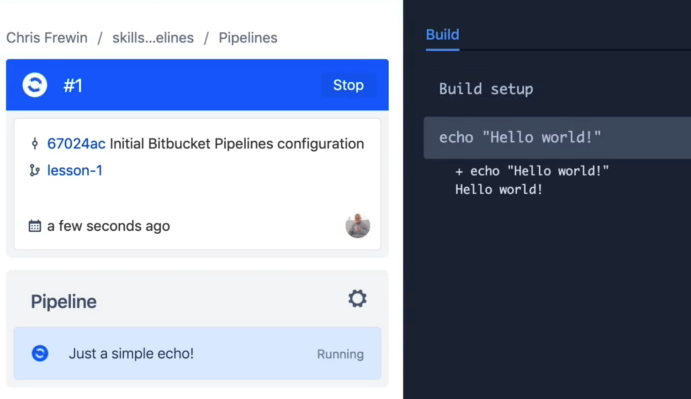 Chris Frewin / skills...elines / Pipelines
#1
Stop
67024ac Initial Bitbucket Pipelines configuration
lesson-1
a few seconds ago
Pipeline
Just a simple echo!
Running
Build
Build setup
echo "Hello world!"
+ echo "Hello world!"
Hello world!